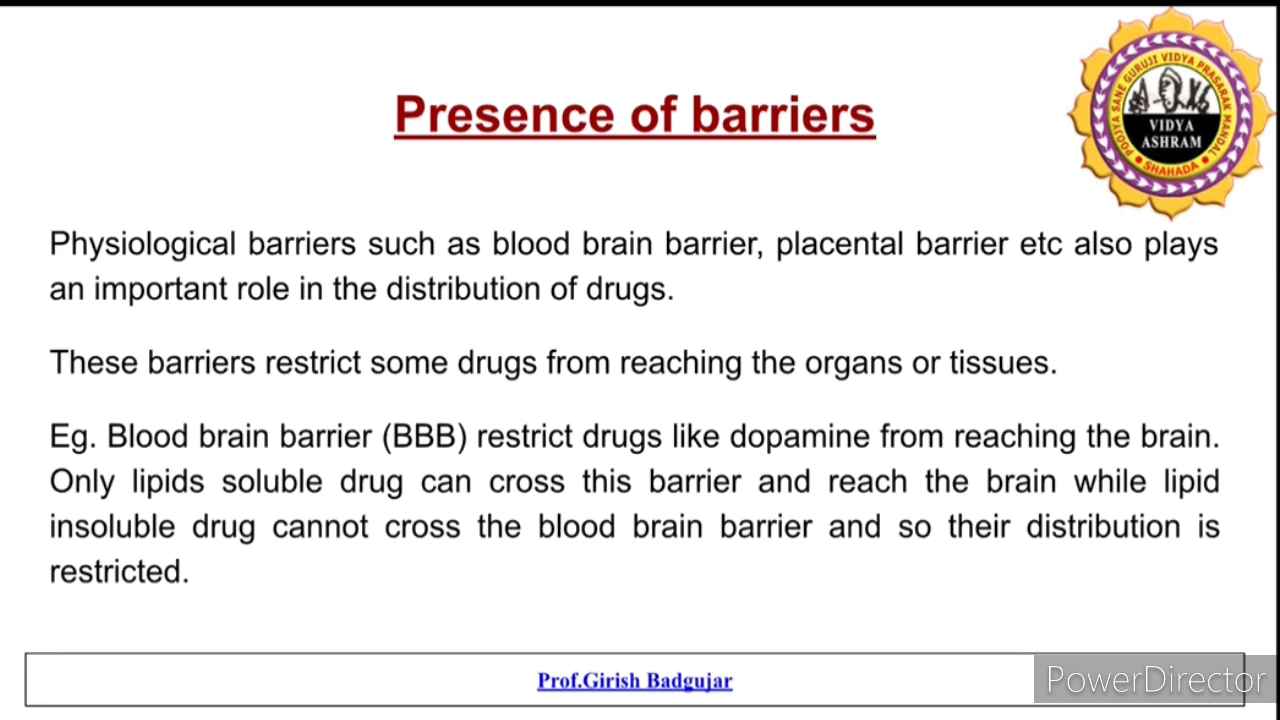 Presence of barriers
POOJYA SANE GURUJI VIDYA PRASARAK MANDAL
VIDYA
ASHRAM
• SHAHADA •
Physiological barriers such as blood brain barrier, placental barrier etc also plays
an important role in the distribution of drugs.
These barriers restrict some drugs from reaching the organs or tissues.
Eg. Blood brain barrier (BBB) restrict drugs like dopamine from reaching the brain.
Only lipids soluble drug can cross this barrier and reach the brain while lipid
insoluble drug cannot cross the blood brain barrier and so their distribution is
restricted.
Prof.Girish Badgujar
PowerDirector